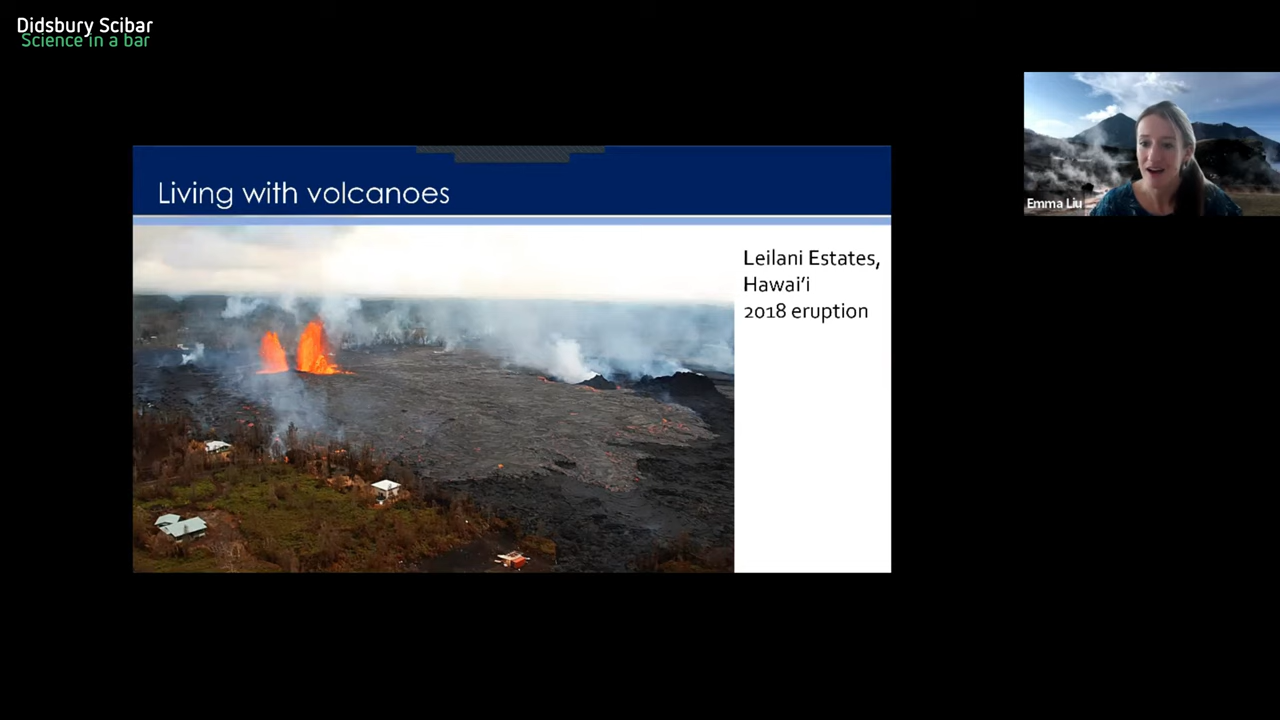 Didsbury Scibar
Science in a bar
Emma Liu
Living with volcanoes
Leilani Estates,
Hawai’i
2018 eruption